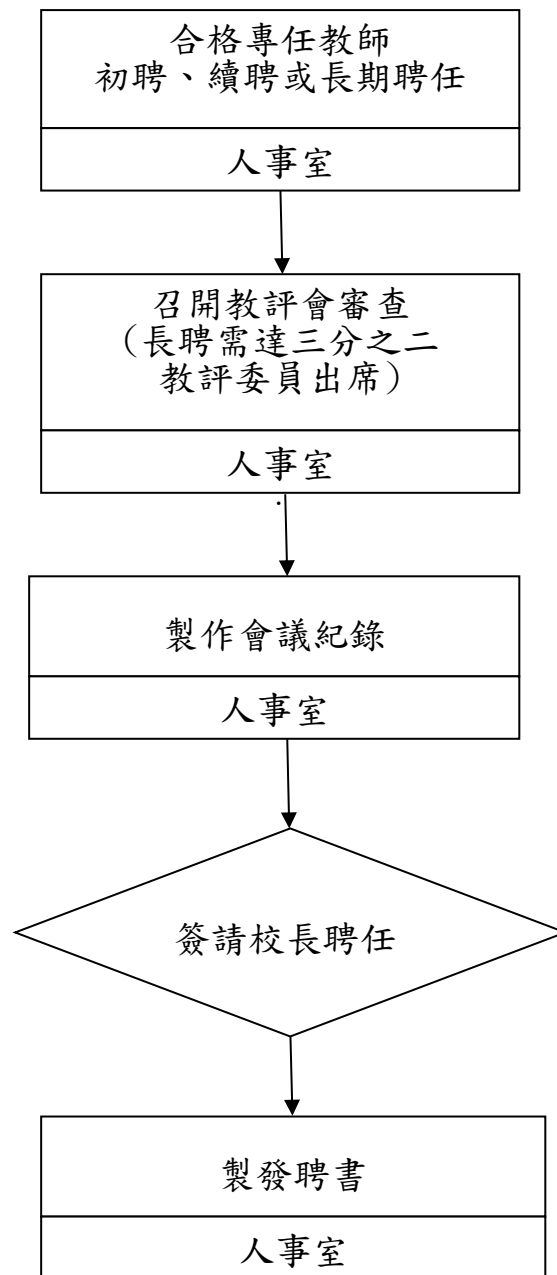 合格專任教師
初聘、續聘或長期聘任
人事室
召開教評會審查
（長聘需達三分之二
教評委員出席）
人事室
.
製作會議紀錄
人事室
簽請校長聘任
製發聘書
人事室